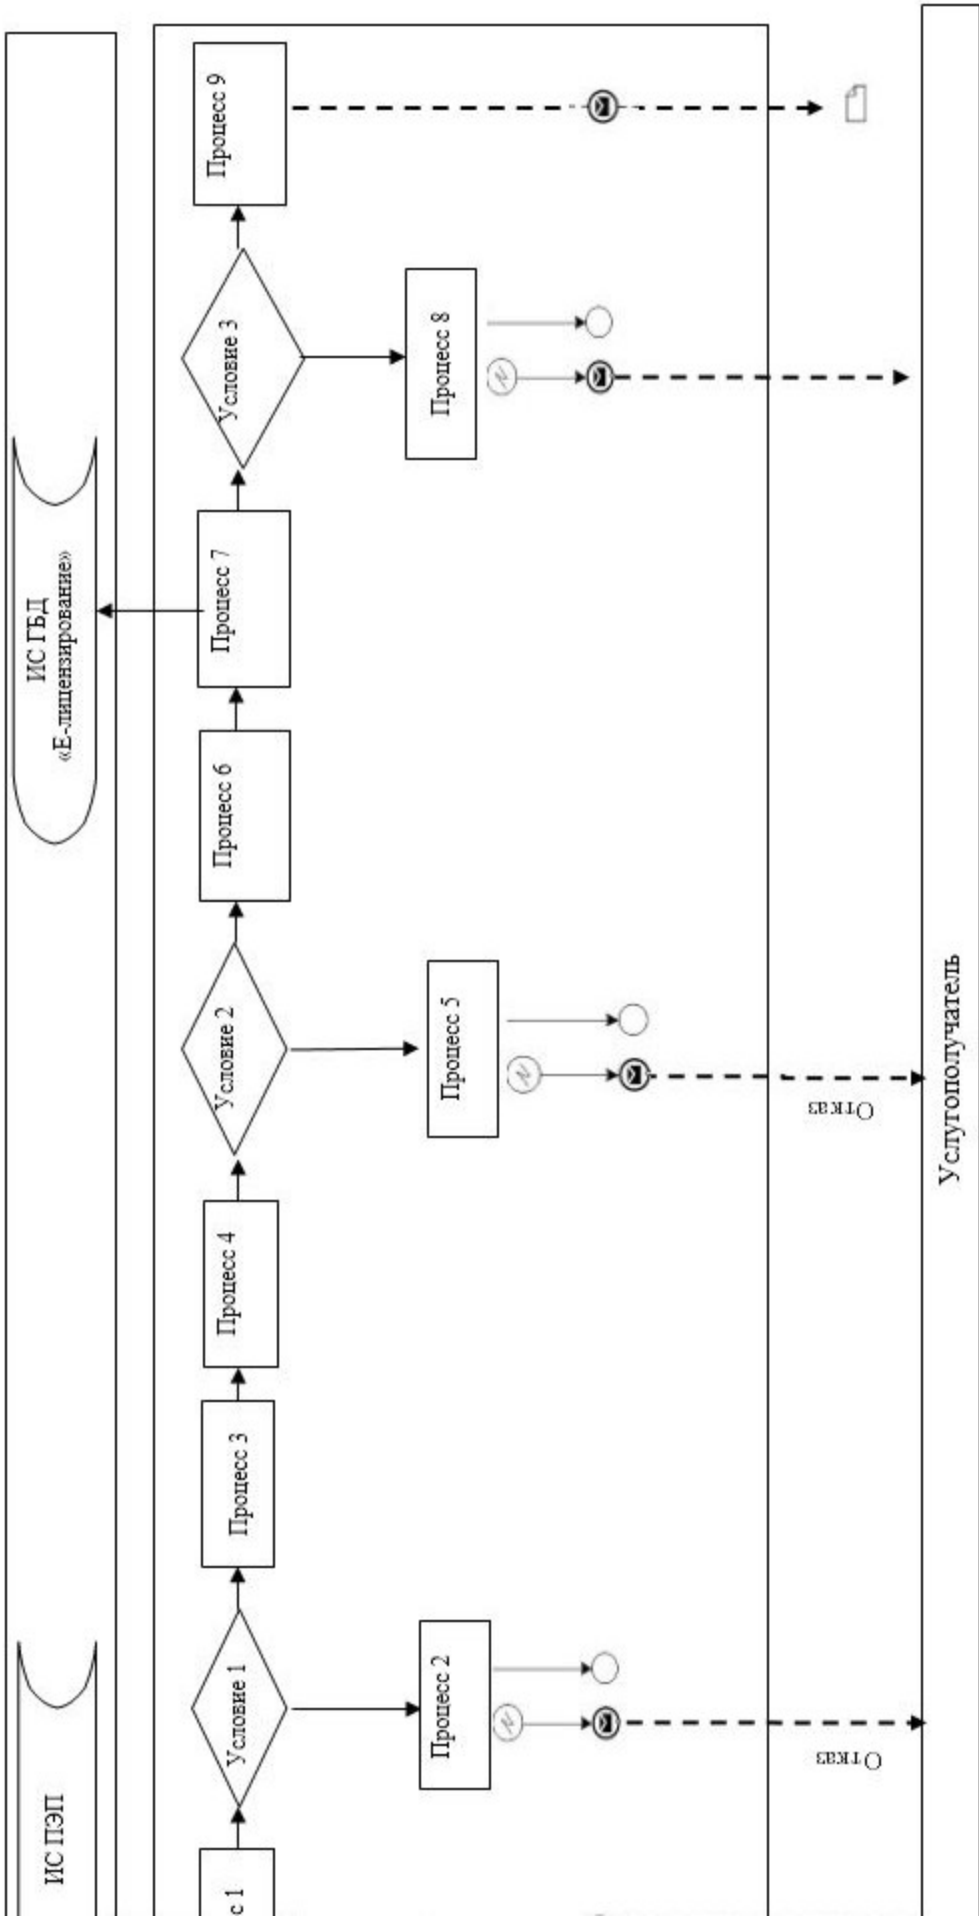 ИС ПЭП
ИС ГБД
«Е-лицензирование»
с 1
Условие 1
Процесс 3
Процесс 4
Условие 2
Процесс 6
Процесс 7
Условие 3
Процесс 9
Процесс 2
Процесс 5
Процесс 8
Отказ
Отказ
Услугополучатель